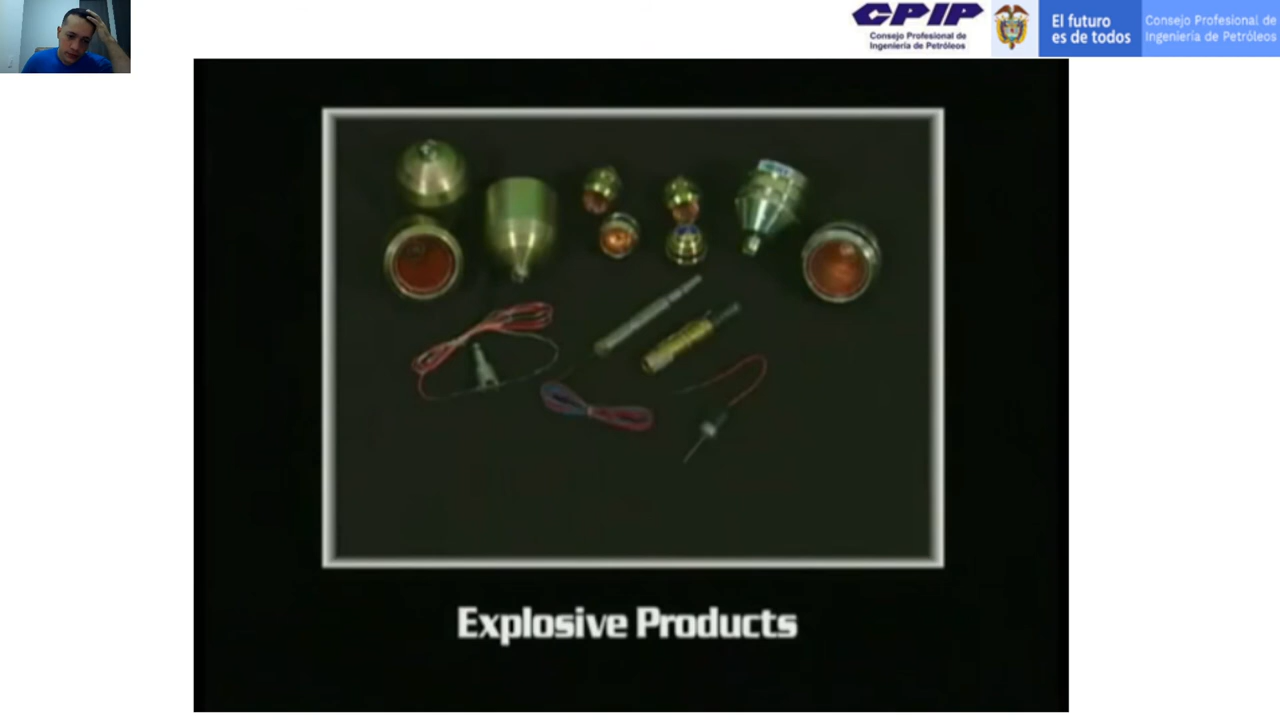 CPIP
Consejo Profesional de
Ingeniería de Petróleos
El futuro
es de todos
Consejo Profesional de
Ingeniería de Petróleos
Explosive Products